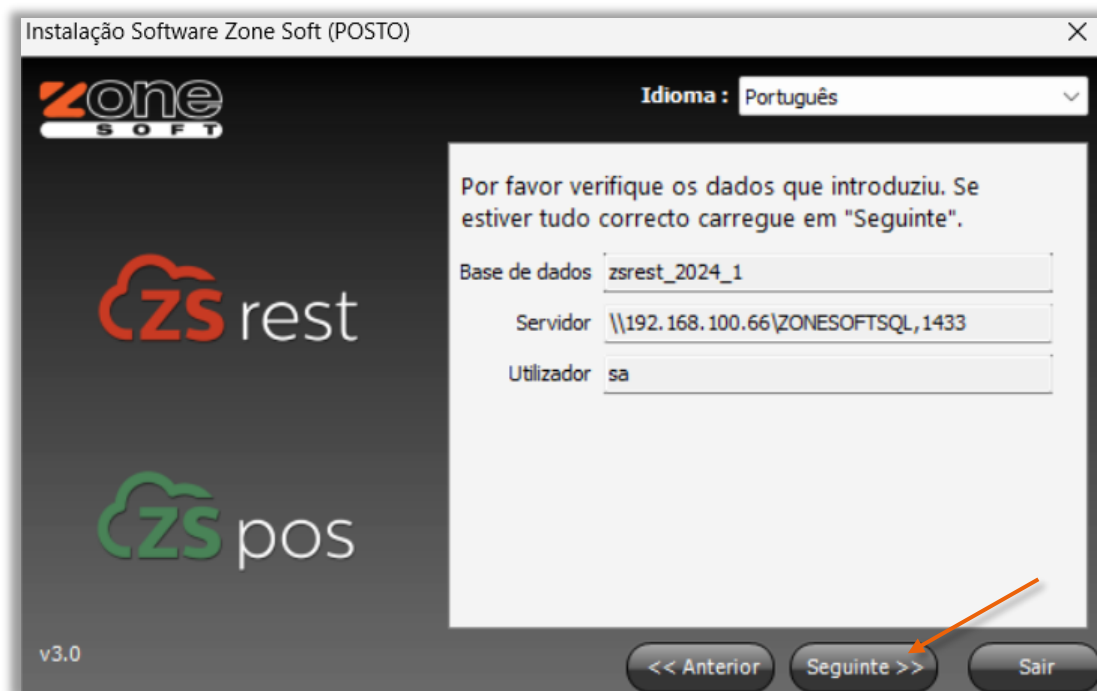 Instalação Software Zone Soft (POSTO)
zone
SOFT
Idioma : Português
Por favor verifique os dados que introduziu. Se
estiver tudo correcto carregue em "Seguinte".
Base de dados zsrest_2024_1
Servidor \\192.168.100.66\ZONESOFTSQL,1433
Utilizador sa
zs rest
zs pos
v3.0
<< Anterior
Seguinte >>
Sair